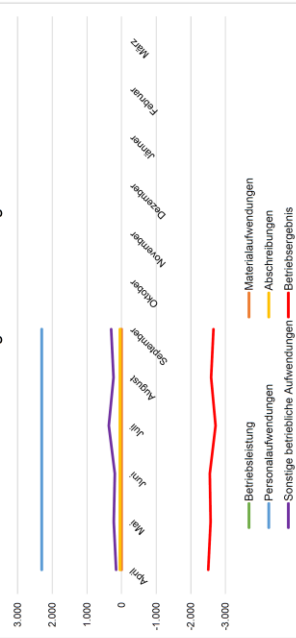 3.000
2.000
1.000
0
-1.000
-2.000
-3.000
April
Mai
Juni
Juli
August
September
Oktober
November
Dezember
Jänner
Februar
März
Betriebsleistung
Materialaufwendungen
Personalaufwendungen
Abschreibungen
Sonstige betriebliche Aufwendungen
Betriebsergebnis